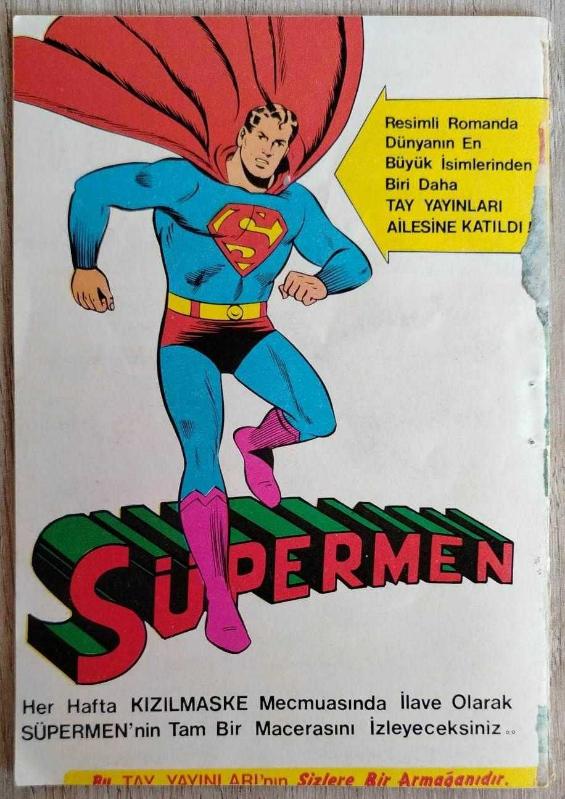 Resimli Romanda
Dünyanın En
Büyük İsimlerinden
Biri Daha
TAY YAYINLARI
AİLESİNE KATILDI!
S
SÜPERMEN
Her Hafta KIZILMASKE Mecmuasında İlave Olarak
SÜPERMEN'nin Tam Bir Macerasını İzleyeceksiniz..
Bu TAY YAYINLARI'nın Sizlere Bir Armağanıdır.